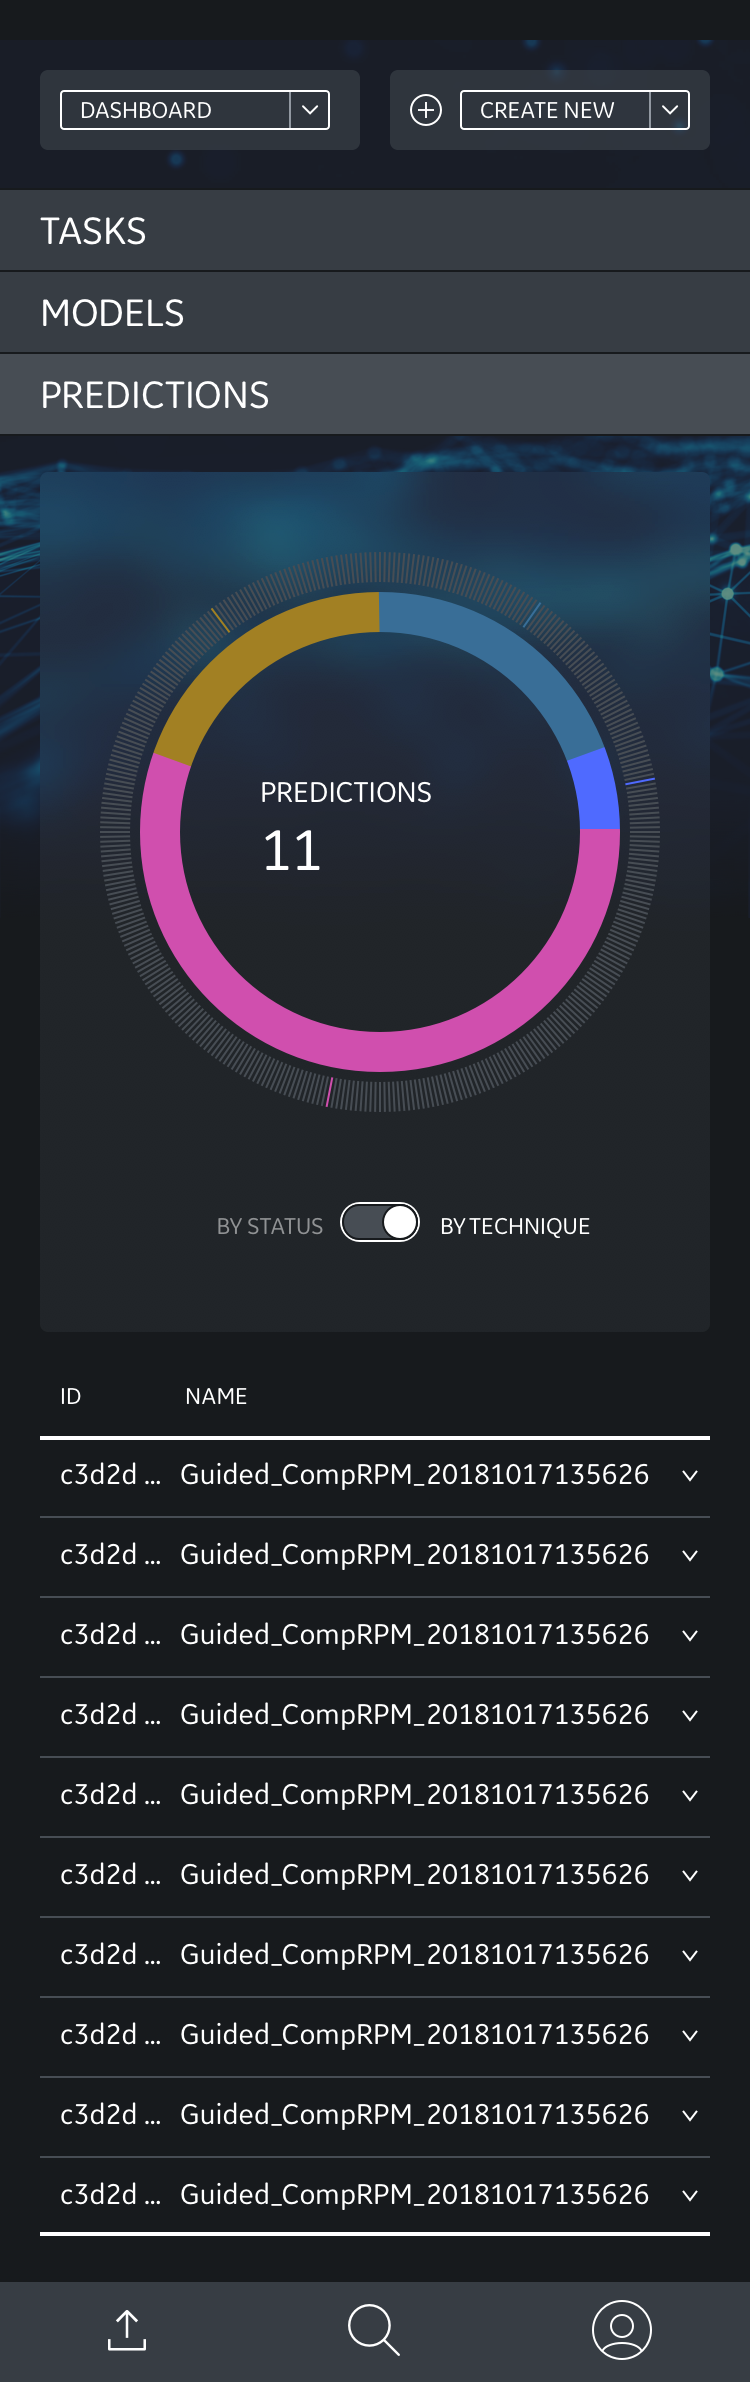 DASHBOARD
CREATE NEW
TASKS
MODELS
PREDICTIONS
PREDICTIONS
11
BY STATUS
BY TECHNIQUE
ID NAME
c3d2d ... Guided_CompRPM_20181017135626
c3d2d ... Guided_CompRPM_20181017135626
c3d2d ... Guided_CompRPM_20181017135626
c3d2d ... Guided_CompRPM_20181017135626
c3d2d ... Guided_CompRPM_20181017135626
c3d2d ... Guided_CompRPM_20181017135626
c3d2d ... Guided_CompRPM_20181017135626
c3d2d ... Guided_CompRPM_20181017135626
c3d2d ... Guided_CompRPM_20181017135626
c3d2d ... Guided_CompRPM_20181017135626